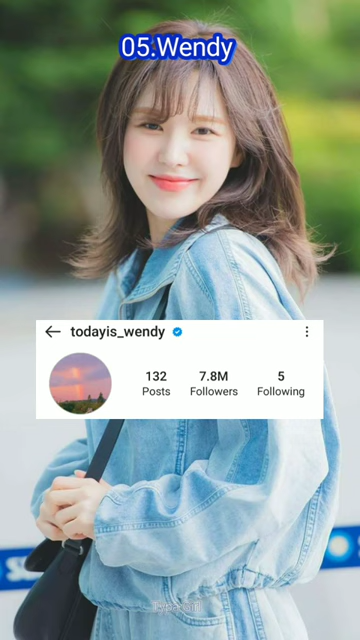 05.Wendy
todayis_wendy
132
7.8M
5
Posts
Followers
Following